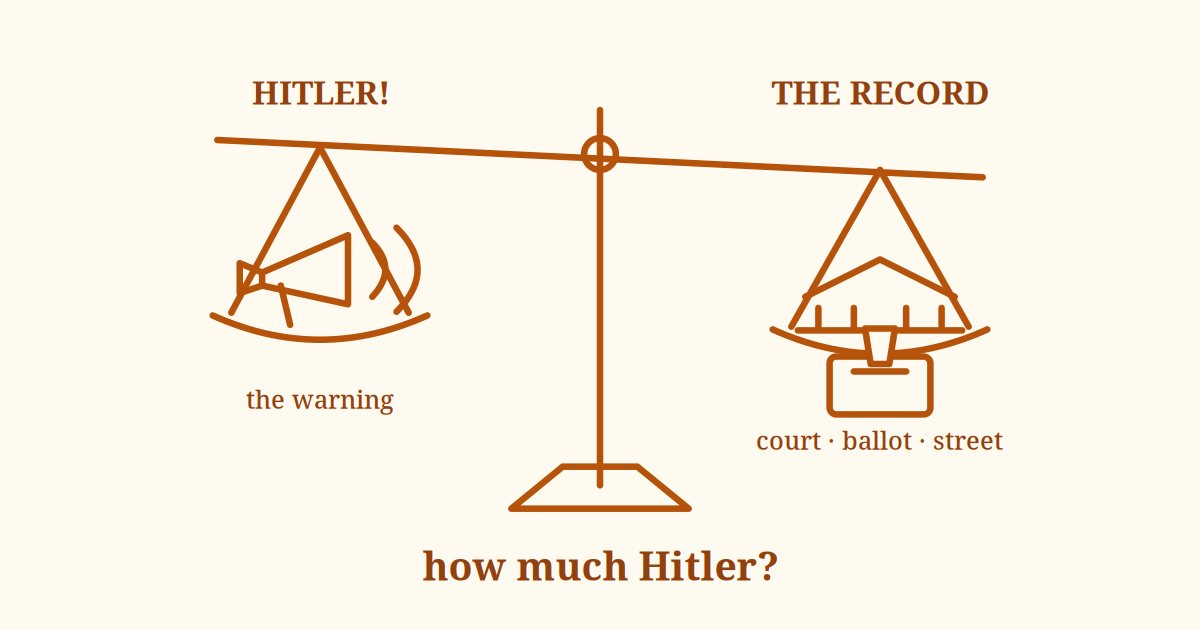 HITLER!
THE RECORD
the warning
court · ballot · street
how much Hitler?